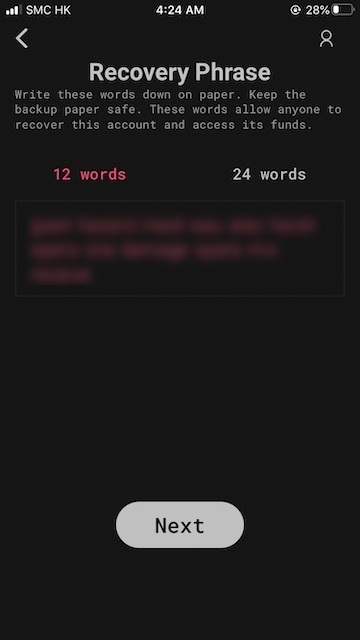 SMC HK 4:24 AM 28%
Recovery Phrase
Write these words down on paper. Keep the
backup paper safe. These words allow anyone to
recover this account and access its funds.
12 words 24 words
Next